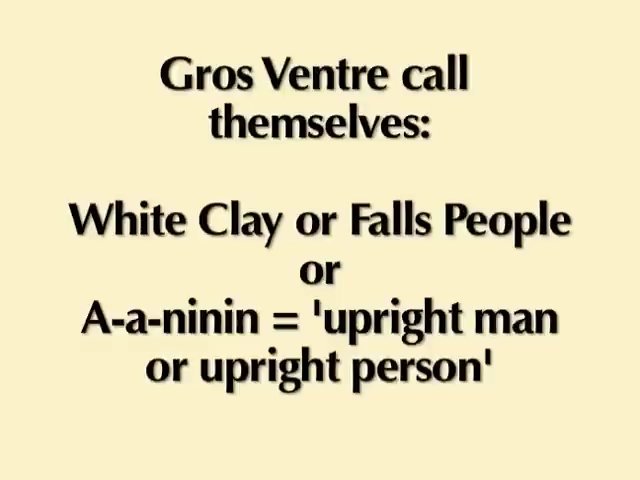 Gros Ventre call
themselves:
White Clay or Falls People
or
A-a-ninin = 'upright man
or upright person'